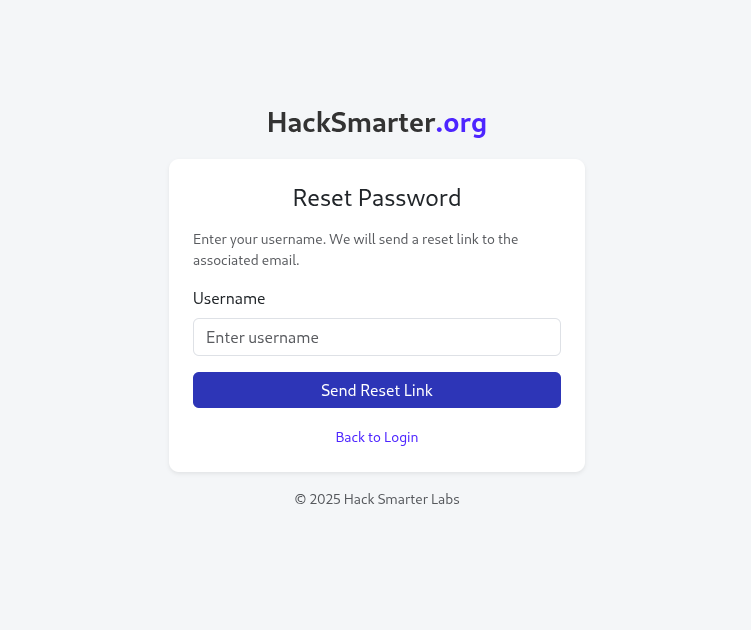 HackSmarter.org
Reset Password
Enter your username. We will send a reset link to the
associated email.
Username
Enter username
Send Reset Link
Back to Login
© 2025 Hack Smarter Labs